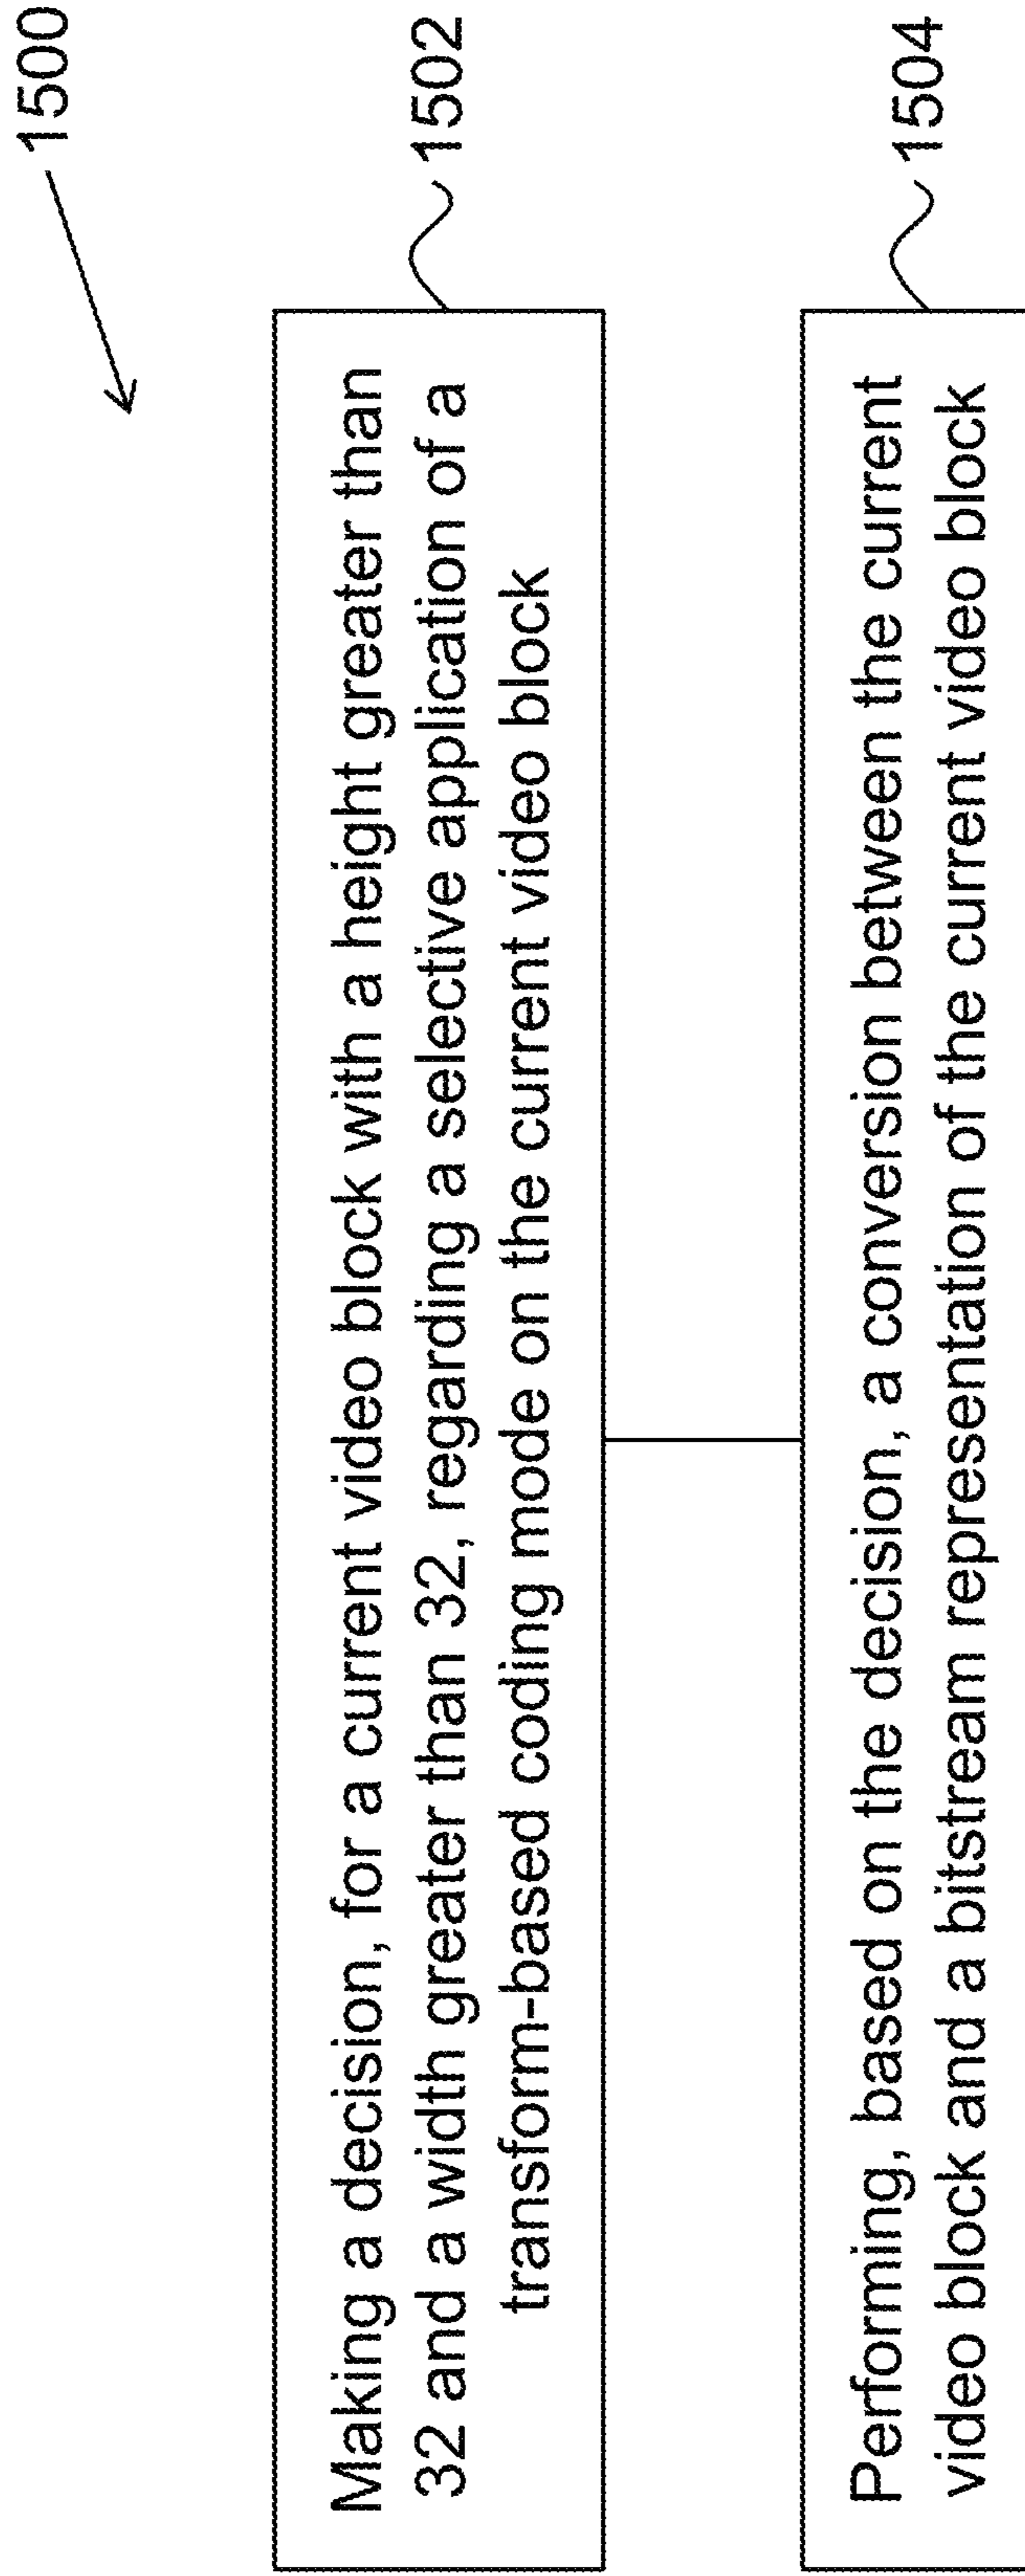 1500
Making a decision, for a current video block with a height greater than
32 and a width greater than 32, regarding a selective application of a
transform-based coding mode on the current video block
1502
Performing, based on the decision, a conversion between the current
video block and a bitstream representation of the current video block
1504